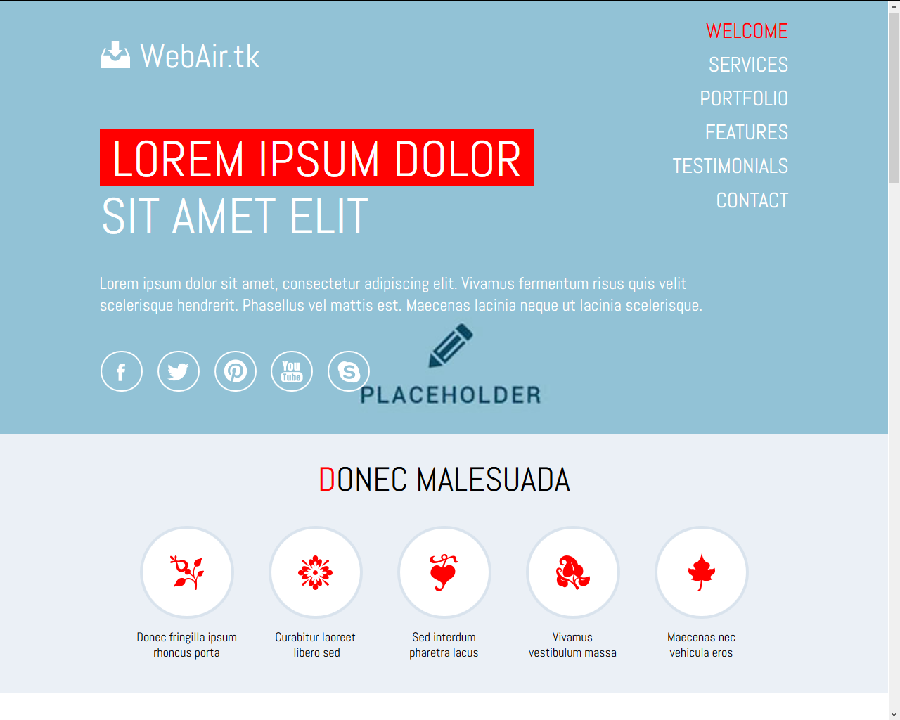 WebAir.tk
WELCOME
SERVICES
PORTFOLIO
FEATURES
TESTIMONIALS
CONTACT
LOREM IPSUM DOLOR
SIT AMET ELIT
Lorem ipsum dolor sit amet, consectetur adipiscing elit. Vivamus fermentum risus quis velit
scelerisque hendrerit. Phasellus vel mattis est. Maecenas lacinia neque ut lacinia scelerisque.
You
Tube
PLACEHOLDER
DONEC MALESUADA
Donec fringilla ipsum
rhoncus porta
Curabitur laoreet
libero sed
Sed interdum
pharetra lacus
Vivamus
vestibulum massa
Maecenas nec
vehicula eros